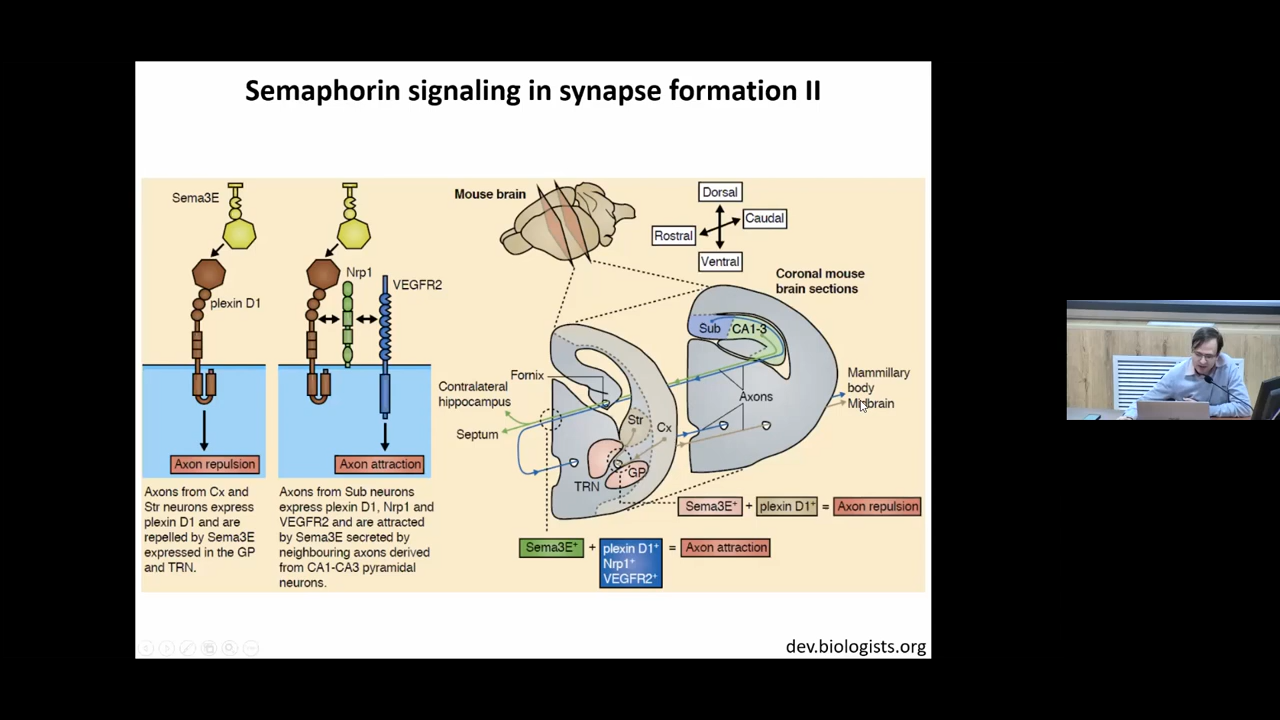 Semaphorin signaling in synapse formation II
Sema3E
plexin D1
Axon repulsion
Nrp1
VEGFR2
Axon attraction
Axons from Cx and
Str neurons express
plexin D1 and are
repelled by Sema3E
expressed in the GP
and TRN.
Axons from Sub neurons
express plexin D1, Nrp1 and
VEGFR2 and are attracted
by Sema3E secreted by
neighbouring axons derived
from CA1-CA3 pyramidal
neurons.
Mouse brain
Dorsal
Caudal
Rostral
Ventral
Coronal mouse
brain sections
Sub
CA1-3
Fornix
Contralateral
hippocampus
Septum
Str
Cx
GP
TRN
Axons
Mammillary
body
Midbrain
Sema3E⁺ + plexin D1⁺ = Axon repulsion
Sema3E⁺ + plexin D1⁺
Nrp1⁺
VEGFR2⁺
= Axon attraction
dev.biologists.org